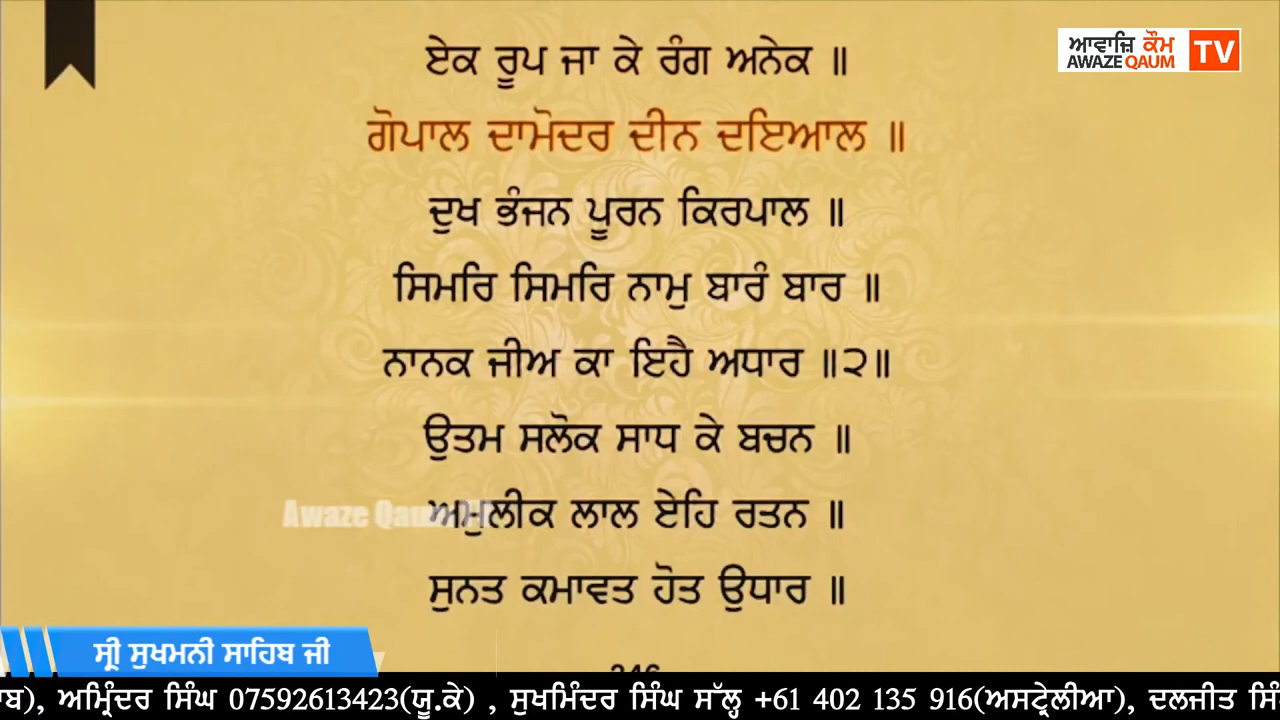 ਏਕ ਰੂਪ ਜਾ ਕੇ ਰੰਗ ਅਨੇਕ ॥
ਆਵਾਜ਼ਿ ਕੌਮ
AWAZE QAUM TV
ਗੋਪਾਲ ਦਾਮੋਦਰ ਦੀਨ ਦਇਆਲ ॥
ਦੁਖ ਭੰਜਨ ਪੂਰਨ ਕਿਰਪਾਲ ॥
ਸਿਮਰਿ ਸਿਮਰਿ ਨਾਮੁ ਬਾਰੰ ਬਾਰ ॥
ਨਾਨਕ ਜੀਅ ਕਾ ਇਹੈ ਅਧਾਰ ॥੨॥
ਉਤਮ ਸਲੋਕ ਸਾਧ ਕੇ ਬਚਨ ॥
ਅਮੁਲੀਕ ਲਾਲ ਏਹਿ ਰਤਨ ॥
Awaze Qaum
ਸੁਨਤ ਕਮਾਵਤ ਹੋਤ ਉਧਾਰ ॥
ਸ੍ਰੀ ਸੁਖਮਨੀ ਸਾਹਿਬ ਜੀ
ਅਮ੍ਰਿੰਦਰ ਸਿੰਘ 07592613423(ਯੂ.ਕੇ) , ਸੁਖਮਿੰਦਰ ਸਿੰਘ ਸੱਲ੍ਹ +61 402 135 916(ਅਸਟ੍ਰੇਲੀਆ), ਦਲਜੀਤ